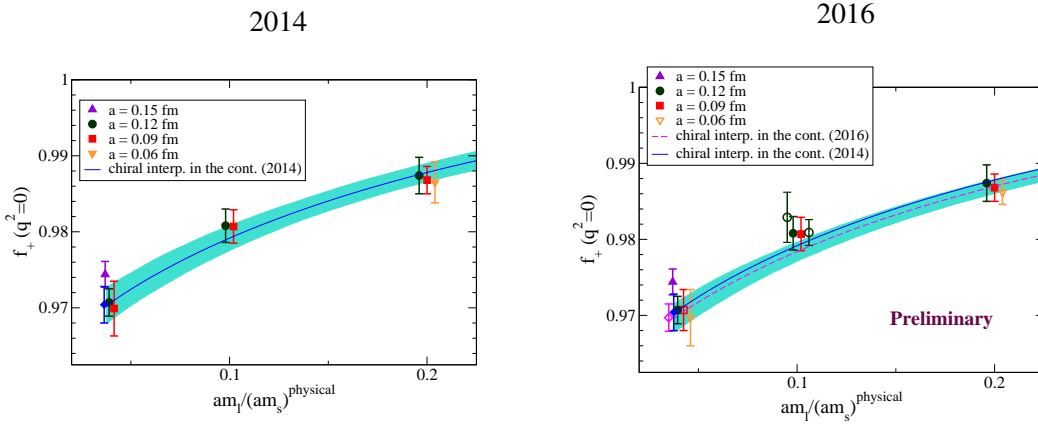 2014
1
0.99
0.98
0.97
f₊ (q²=0)
a = 0.15 fm
a = 0.12 fm
a = 0.09 fm
a = 0.06 fm
chiral interp. in the cont. (2014)
0.1
0.2
amₗ/(amₛ)^physical
2016
1
0.99
0.98
0.97
f₊ (q²=0)
a = 0.15 fm
a = 0.12 fm
a = 0.09 fm
a = 0.06 fm
chiral interp. in the cont. (2016)
chiral interp. in the cont. (2014)
Preliminary
0.1
0.2
amₗ/(amₛ)^physical